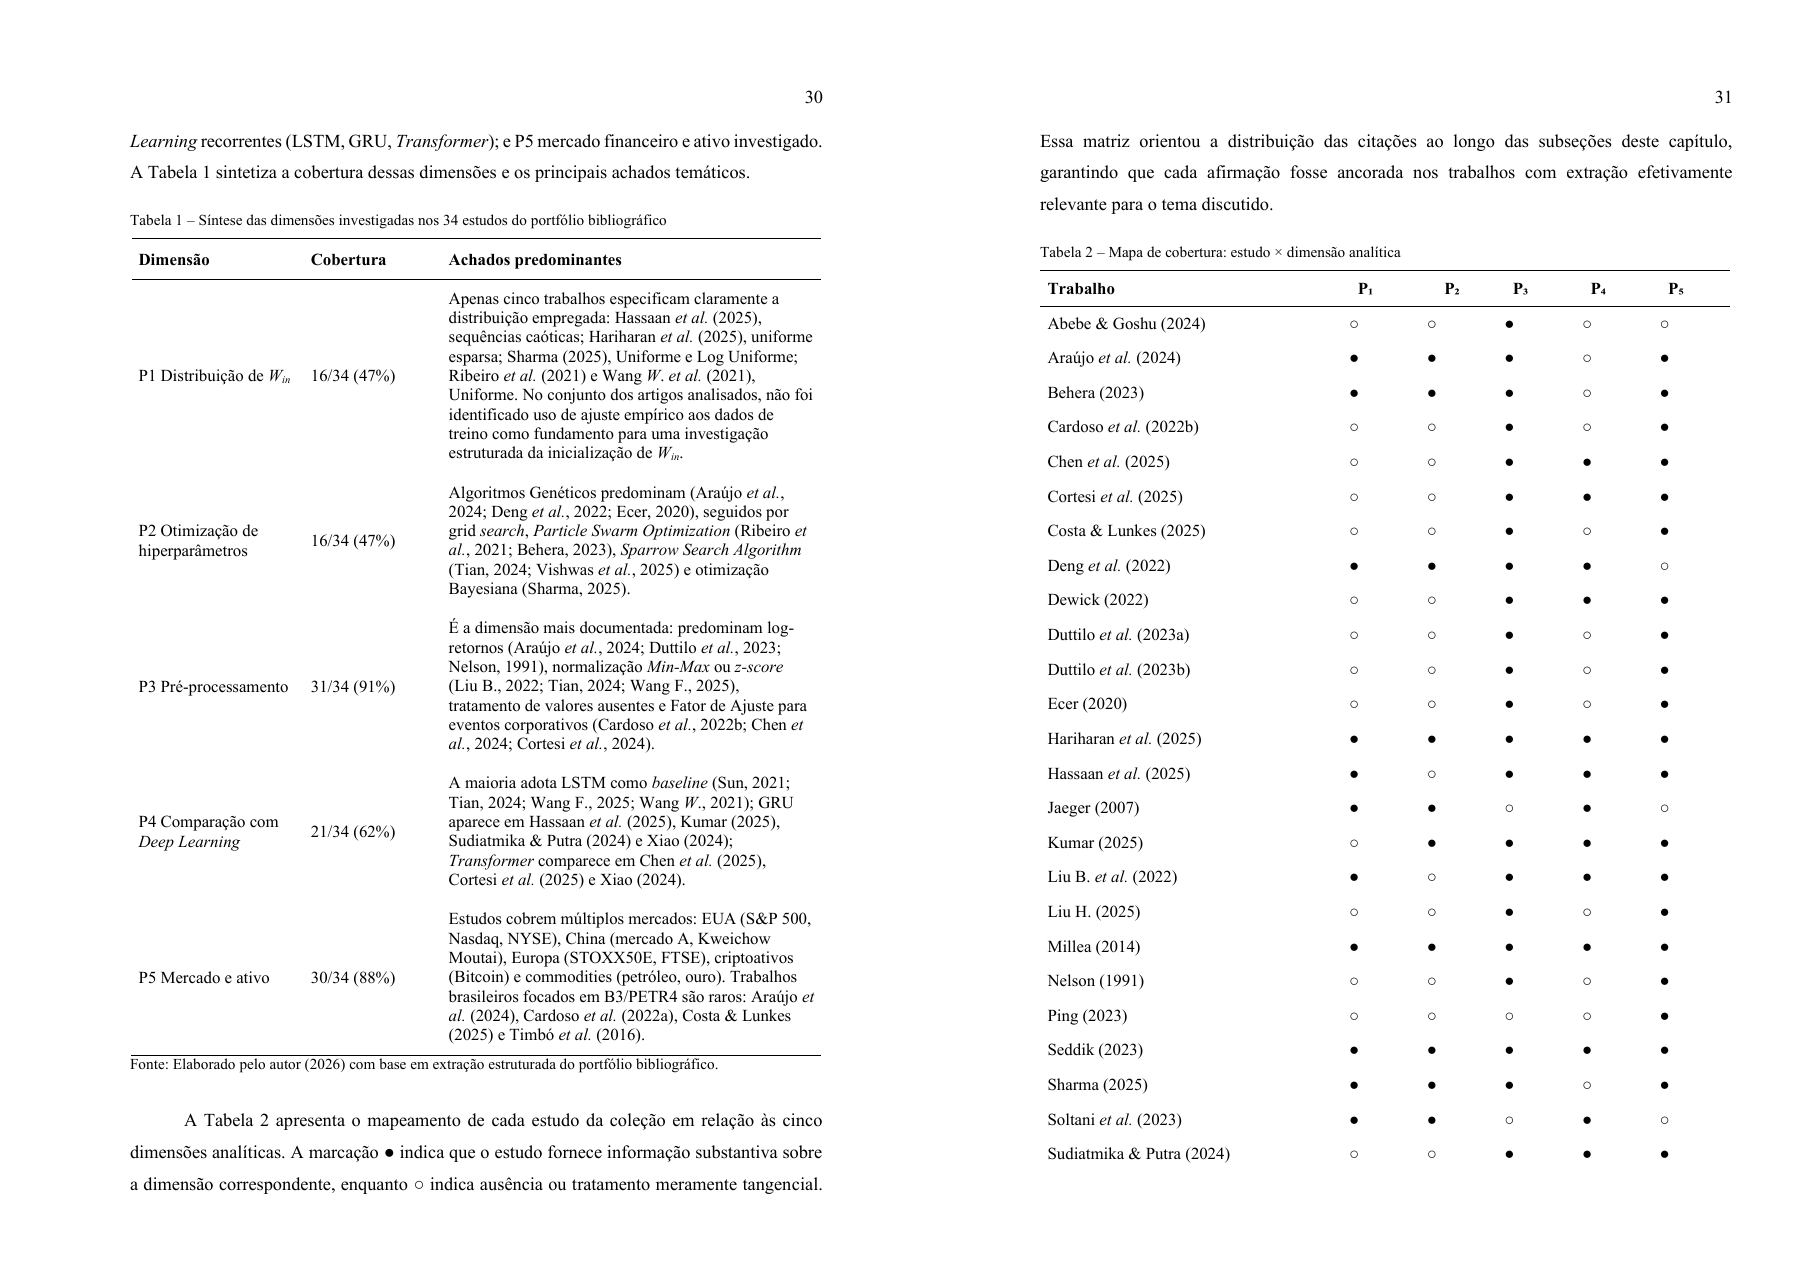 30
Learning recorrentes (LSTM, GRU, Transformer); e P5 mercado financeiro e ativo investigado.
A Tabela 1 sintetiza a cobertura dessas dimensões e os principais achados temáticos.
Tabela 1 – Síntese das dimensões investigadas nos 34 estudos do portfólio bibliográfico
Dimensão Cobertura Achados predominantes
P1 Distribuição de Win 16/34 (47%)
Apenas cinco trabalhos especificam claramente a
distribuição empregada: Hassaan et al. (2025),
sequências caóticas; Hariharan et al. (2025), uniforme
esparsa; Sharma (2025), Uniforme e Log Uniforme;
Ribeiro et al. (2021) e Wang W. et al. (2021),
Uniforme. No conjunto dos artigos analisados, não foi
identificado uso de ajuste empírico aos dados de
treino como fundamento para uma investigação
estruturada da inicialização de Win.
P2 Otimização de
hiperparâmetros
16/34 (47%)
Algoritmos Genéticos predominam (Araújo et al.,
2024; Deng et al., 2022; Ecer, 2020), seguidos por
grid search, Particle Swarm Optimization (Ribeiro et
al., 2021; Behera, 2023), Sparrow Search Algorithm
(Tian, 2024; Vishwas et al., 2025) e otimização
Bayesiana (Sharma, 2025).
P3 Pré-processamento 31/34 (91%)
É a dimensão mais documentada: predominam log-
retornos (Araújo et al., 2024; Duttilo et al., 2023;
Nelson, 1991), normalização Min-Max ou z-score
(Liu B., 2022; Tian, 2024; Wang F., 2025),
tratamento de valores ausentes e Fator de Ajuste para
eventos corporativos (Cardoso et al., 2022b; Chen et
al., 2024; Cortesi et al., 2024).
P4 Comparação com
Deep Learning
21/34 (62%)
A maioria adota LSTM como baseline (Sun, 2021;
Tian, 2024; Wang F., 2025; Wang W., 2021); GRU
aparece em Hassaan et al. (2025), Kumar (2025),
Sudiatmika & Putra (2024) e Xiao (2024);
Transformer comparece em Chen et al. (2025),
Cortesi et al. (2025) e Xiao (2024).
P5 Mercado e ativo 30/34 (88%)
Estudos cobrem múltiplos mercados: EUA (S&P 500,
Nasdaq, NYSE), China (mercado A, Kweichow
Moutai), Europa (STOXX50E, FTSE), criptoativos
(Bitcoin) e commodities (petróleo, ouro). Trabalhos
brasileiros focados em B3/PETR4 são raros: Araújo et
al. (2024), Cardoso et al. (2022a), Costa & Lunkes
(2025) e Timbó et al. (2016).
Fonte: Elaborado pelo autor (2026) com base em extração estruturada do portfólio bibliográfico.
A Tabela 2 apresenta o mapeamento de cada estudo da coleção em relação às cinco
dimensões analíticas. A marcação ● indica que o estudo fornece informação substantiva sobre
a dimensão correspondente, enquanto ○ indica ausência ou tratamento meramente tangencial.
31
Essa matriz orientou a distribuição das citações ao longo das subseções deste capítulo,
garantindo que cada afirmação fosse ancorada nos trabalhos com extração efetivamente
relevante para o tema discutido.
Tabela 2 – Mapa de cobertura: estudo × dimensão analítica
Trabalho P₁ P₂ P₃ P₄ P₅
Abebe & Goshu (2024) ○ ○ ● ○ ○
Araújo et al. (2024) ● ● ● ○ ●
Behera (2023) ● ● ● ○ ●
Cardoso et al. (2022b) ○ ○ ● ○ ●
Chen et al. (2025) ○ ○ ● ● ●
Cortesi et al. (2025) ○ ○ ● ● ●
Costa & Lunkes (2025) ○ ○ ● ○ ●
Deng et al. (2022) ● ● ● ● ○
Dewick (2022) ○ ○ ● ● ●
Duttilo et al. (2023a) ○ ○ ● ○ ●
Duttilo et al. (2023b) ○ ○ ● ○ ●
Ecer (2020) ○ ○ ● ○ ●
Hariharan et al. (2025) ● ● ● ● ●
Hassaan et al. (2025) ● ○ ● ● ●
Jaeger (2007) ● ● ○ ● ○
Kumar (2025) ○ ● ● ● ●
Liu B. et al. (2022) ● ○ ● ● ●
Liu H. (2025) ○ ○ ● ○ ●
Millea (2014) ● ● ● ● ●
Nelson (1991) ○ ○ ● ○ ●
Ping (2023) ○ ○ ○ ○ ●
Seddik (2023) ● ● ● ● ●
Sharma (2025) ● ● ● ○ ●
Soltani et al. (2023) ● ● ○ ● ○
Sudiatmika & Putra (2024) ○ ○ ● ● ●